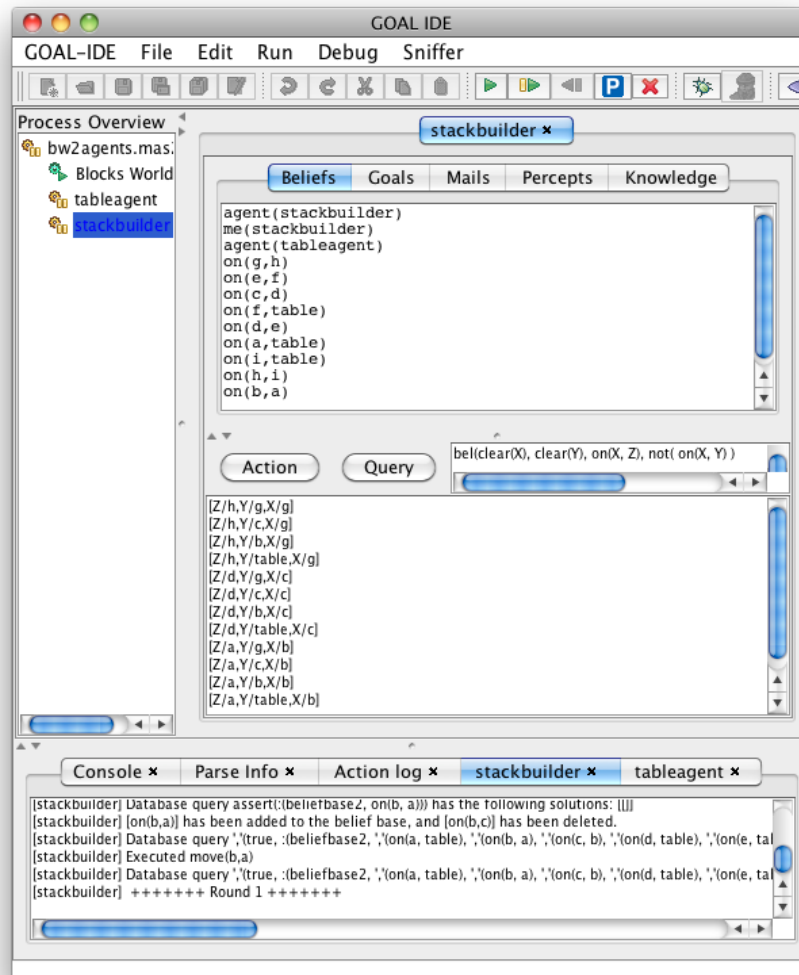 GOAL IDE
GOAL-IDE File Edit Run Debug Sniffer
P
Process Overview
bw2agents.mas2
Blocks World
tableagent
stackbuilder
stackbuilder ×
Beliefs Goals Mails Percepts Knowledge
agent(stackbuilder)
me(stackbuilder)
agent(tableagent)
on(g,h)
on(e,f)
on(c,d)
on(f,table)
on(d,e)
on(a,table)
on(i,table)
on(h,i)
on(b,a)
Action Query
bel(clear(X), clear(Y), on(X, Z), not( on(X, Y) )
[Z/h,Y/g,X/g]
[Z/h,Y/c,X/g]
[Z/h,Y/b,X/g]
[Z/h,Y/table,X/g]
[Z/d,Y/g,X/c]
[Z/d,Y/c,X/c]
[Z/d,Y/b,X/c]
[Z/d,Y/table,X/c]
[Z/a,Y/g,X/b]
[Z/a,Y/c,X/b]
[Z/a,Y/b,X/b]
[Z/a,Y/table,X/b]
Console × Parse Info × Action log × stackbuilder × tableagent ×
[stackbuilder] Database query assert(:(beliefbase2, on(b, a))) has the following solutions: [[]]
[stackbuilder] [on(b,a)] has been added to the belief base, and [on(b,c)] has been deleted.
[stackbuilder] Database query ','(true, :(beliefbase2, ','(on(a, table), ','(on(b, a), ','(on(c, b), ','(on(d, table), ','(on(e, tal
[stackbuilder] Executed move(b,a)
[stackbuilder] Database query ','(true, :(beliefbase2, ','(on(a, table), ','(on(b, a), ','(on(c, b), ','(on(d, table), ','(on(e, tal
[stackbuilder] +++++++ Round 1 +++++++